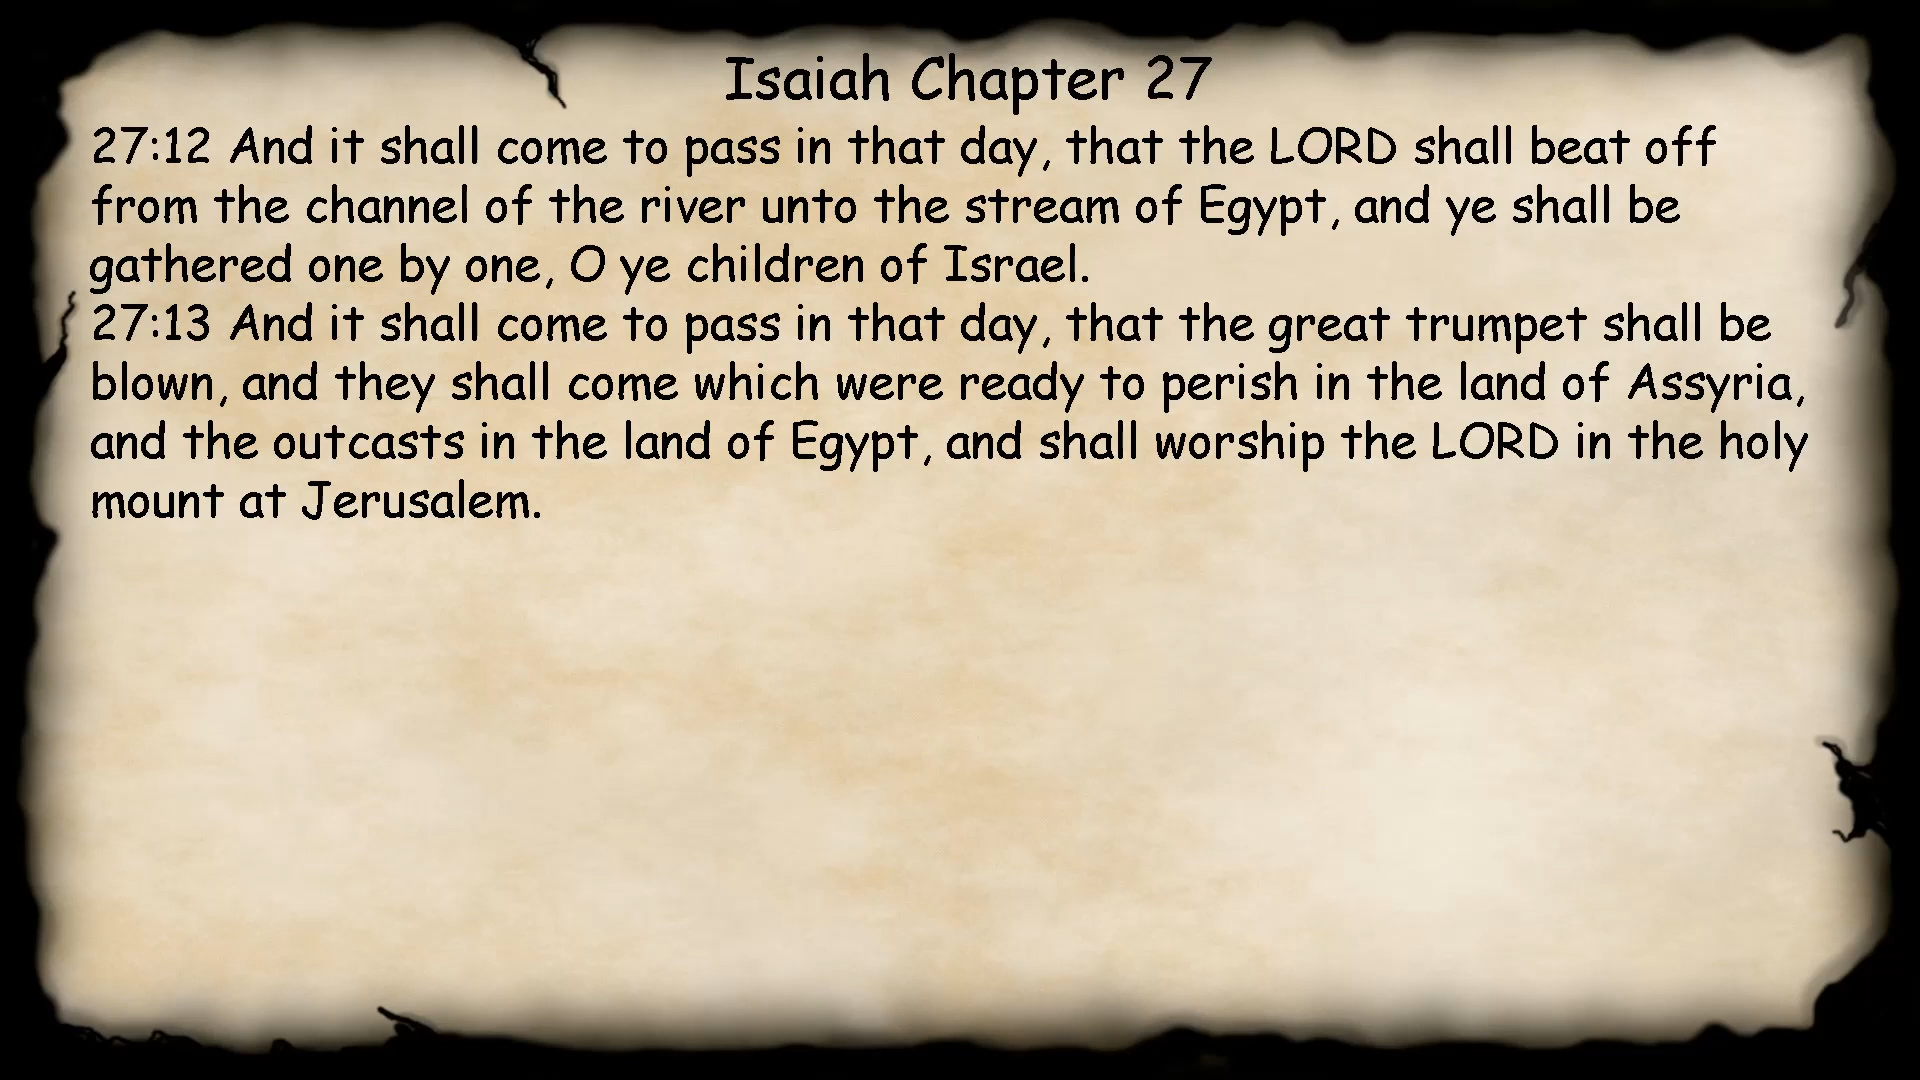 Isaiah Chapter 27
27:12 And it shall come to pass in that day, that the LORD shall beat off
from the channel of the river unto the stream of Egypt, and ye shall be
gathered one by one, O ye children of Israel.
27:13 And it shall come to pass in that day, that the great trumpet shall be
blown, and they shall come which were ready to perish in the land of Assyria,
and the outcasts in the land of Egypt, and shall worship the LORD in the holy
mount at Jerusalem.